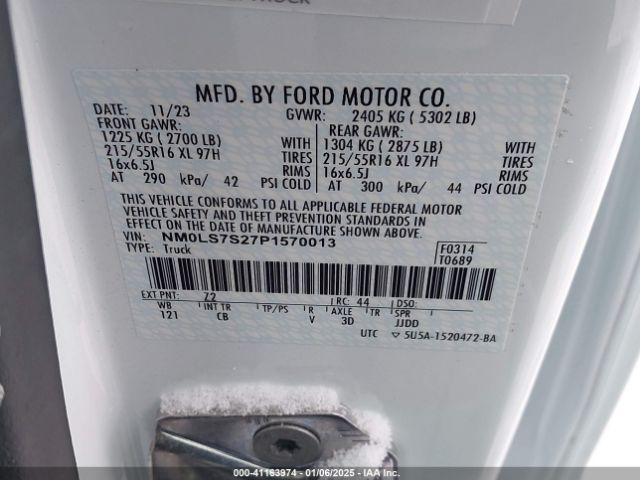 MFD. BY FORD MOTOR CO.
DATE: 11/23 GVWR: 2405 KG ( 5302 LB)
FRONT GAWR: REAR GAWR:
1225 KG ( 2700 LB) WITH 1304 KG ( 2875 LB) WITH
215/55R16 XL 97H TIRES 215/55R16 XL 97H TIRES
16x6.5J RIMS 16x6.5J RIMS
AT 290 kPa/ 42 PSI COLD AT 300 kPa/ 44 PSI COLD
THIS VEHICLE CONFORMS TO ALL APPLICABLE FEDERAL MOTOR
VEHICLE SAFETY AND THEFT PREVENTION STANDARDS IN
EFFECT ON THE DATE OF MANUFACTURE SHOWN ABOVE.
VIN: NM0LS7S27P1570013 F0314
TYPE: Truck T0689
EXT PNT: Z2 RC: 44 DSO:
WB INT TR TP/PS R AXLE TR SPR
121 CB V 3D JJDD
UTC ▽ 5U5A-1520472-BA
000-41163974 - 01/06/2025 - IAA Inc.